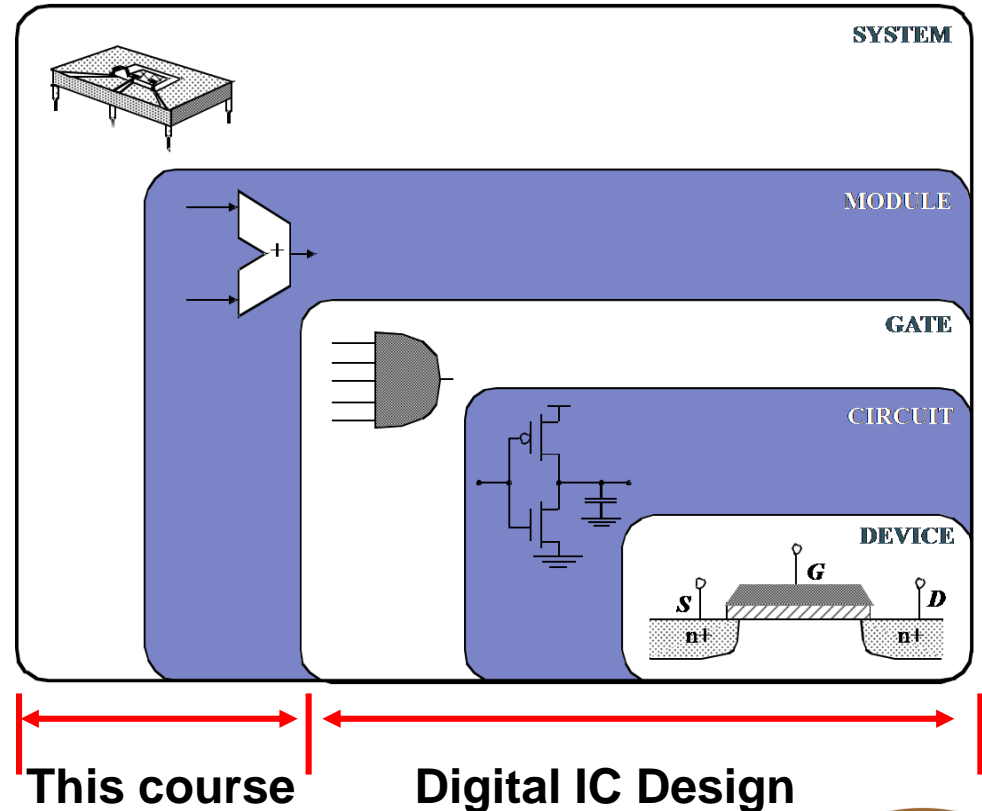 SYSTEM
MODULE
+
GATE
CIRCUIT
DEVICE
G
S
D
n+
n+
This course
Digital IC Design